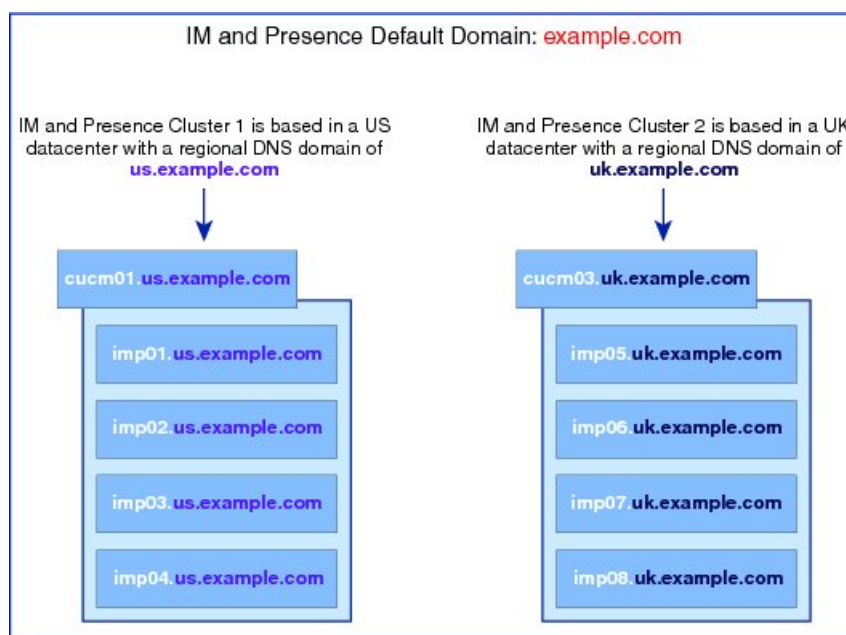 IM and Presence Default Domain: example.com
IM and Presence Cluster 1 is based in a US
datacenter with a regional DNS domain of
us.example.com
cucm01.us.example.com
imp01.us.example.com
imp02.us.example.com
imp03.us.example.com
imp04.us.example.com
IM and Presence Cluster 2 is based in a UK
datacenter with a regional DNS domain of
uk.example.com
cucm03.uk.example.com
imp05.uk.example.com
imp06.uk.example.com
imp07.uk.example.com
imp08.uk.example.com